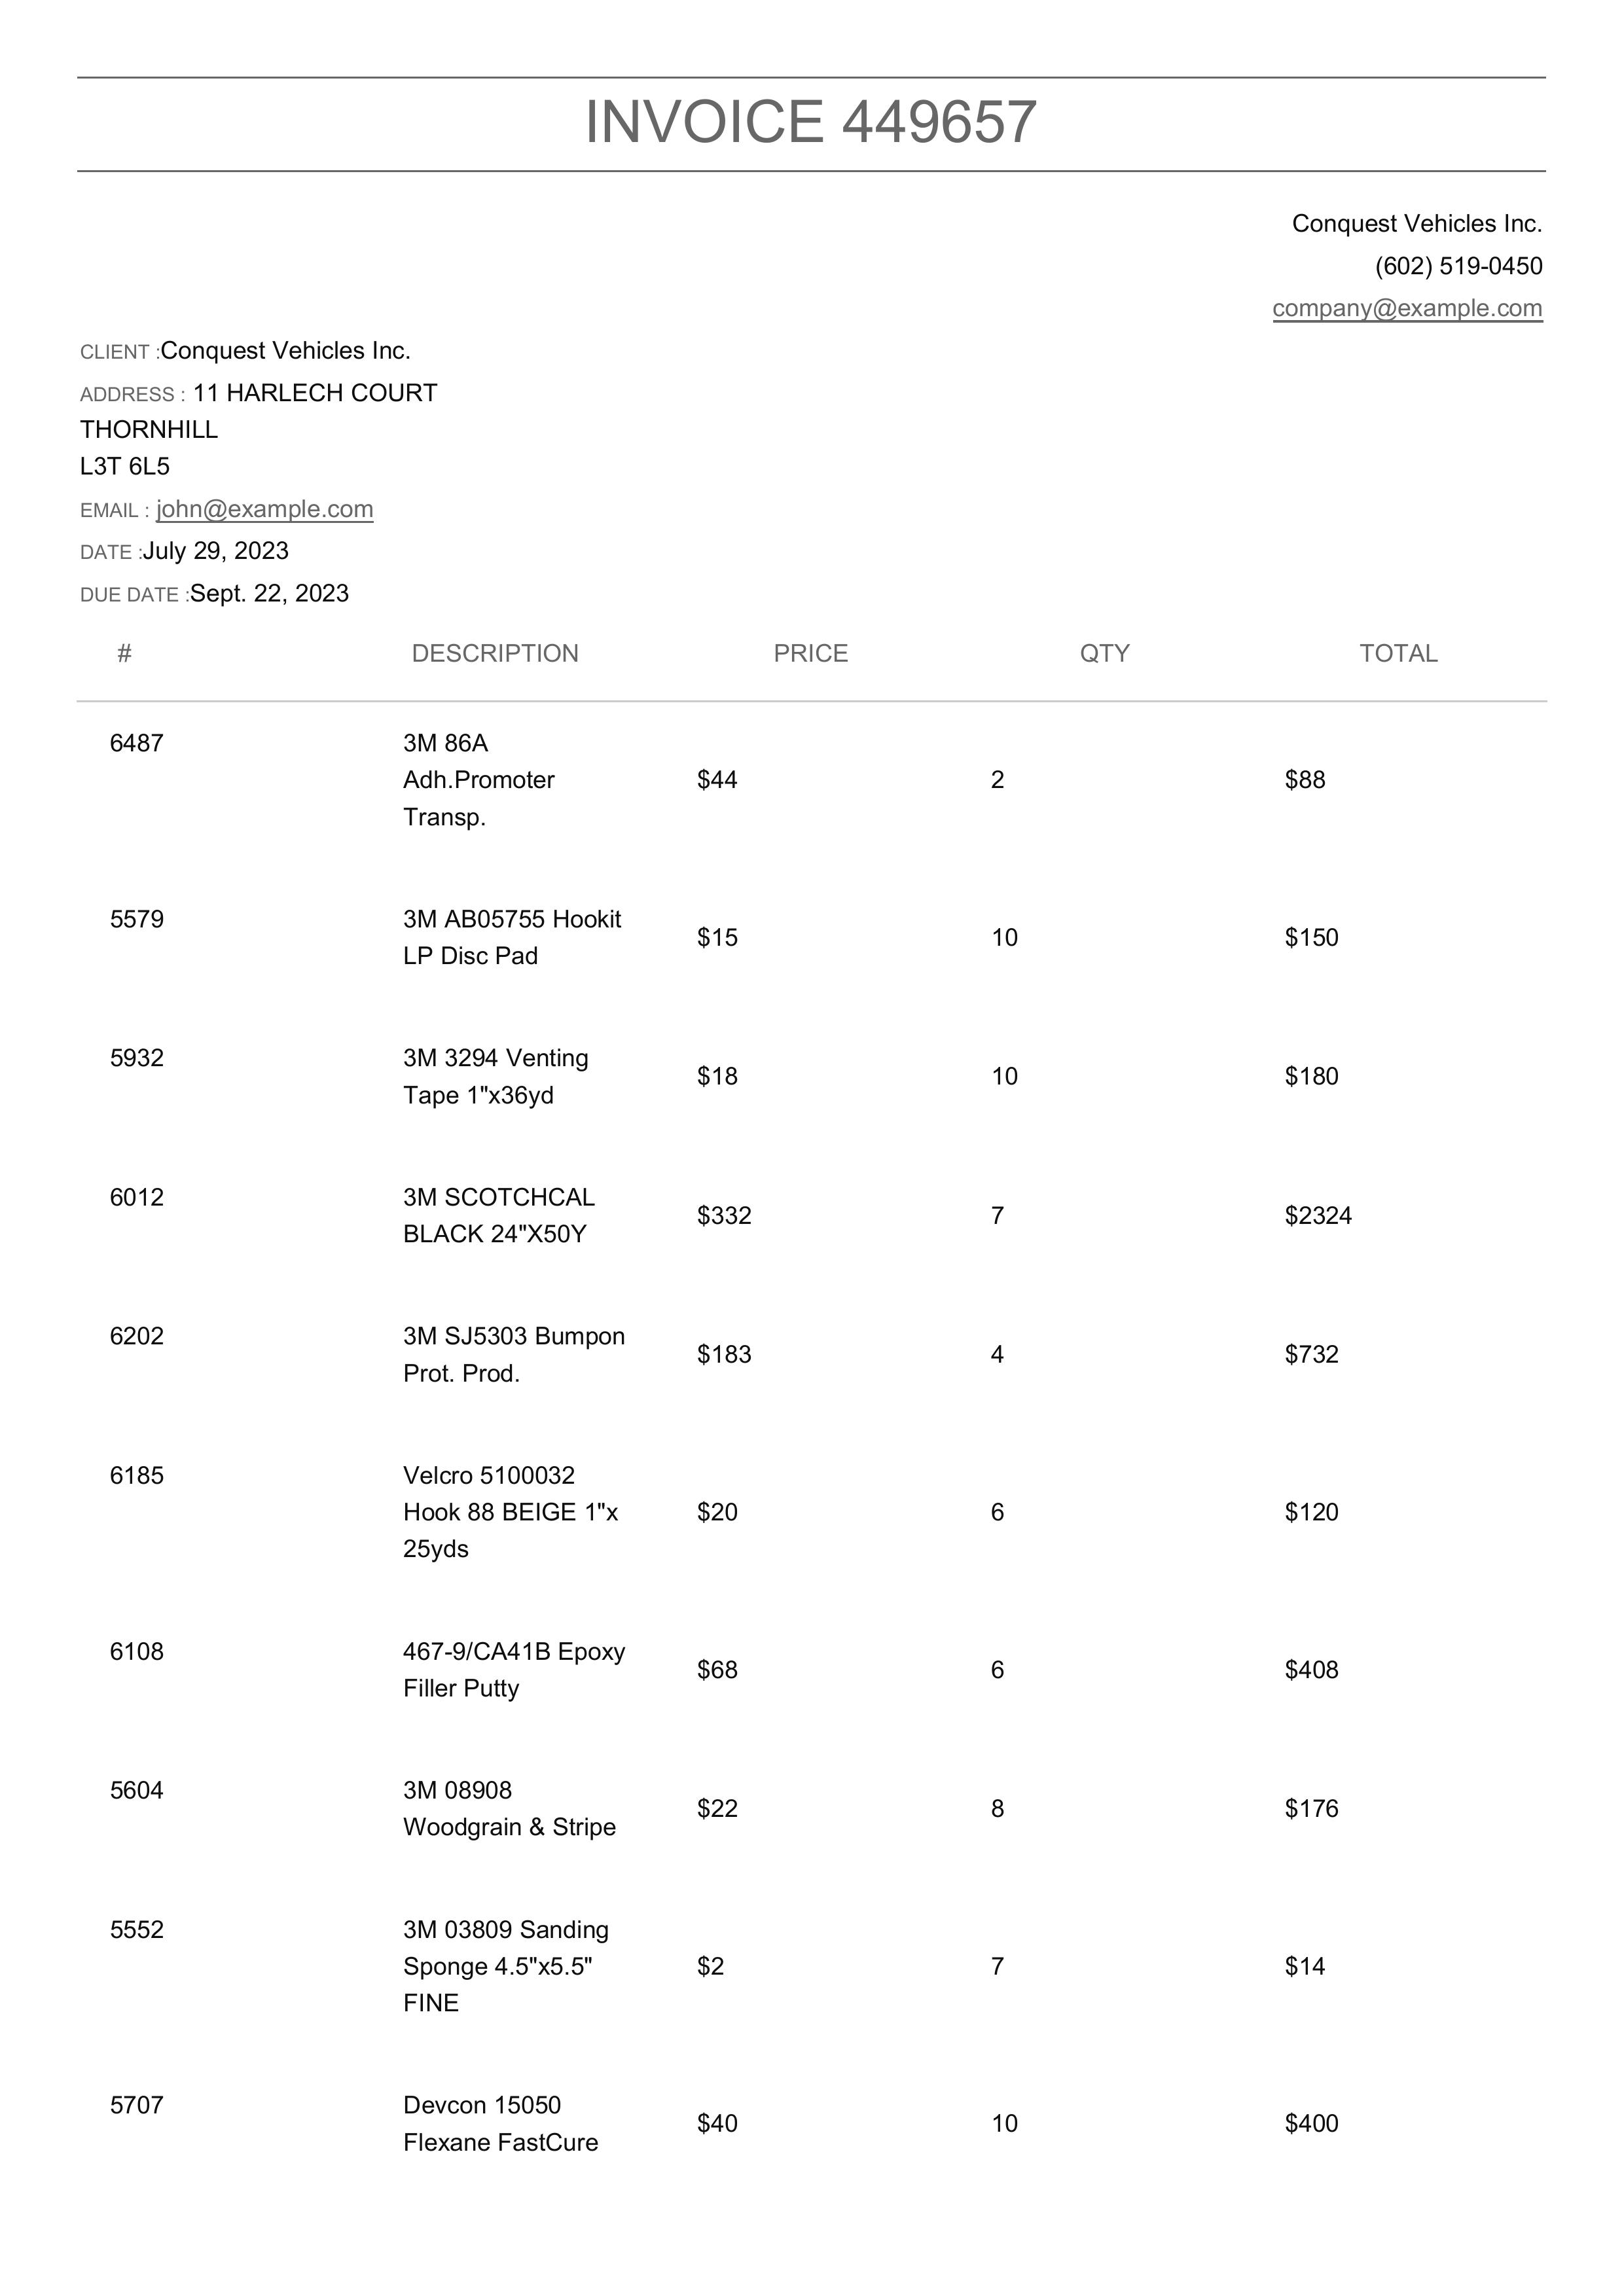 INVOICE 449657
Conquest Vehicles Inc.
(602) 519-0450
company@example.com
CLIENT :Conquest Vehicles Inc.
ADDRESS : 11 HARLECH COURT
THORNHILL
L3T 6L5
EMAIL : john@example.com
DATE :July 29, 2023
DUE DATE :Sept. 22, 2023
# DESCRIPTION PRICE QTY TOTAL
6487 3M 86A
Adh.Promoter $44 2 $88
Transp.
5579 3M AB05755 Hookit
LP Disc Pad $15 10 $150
5932 3M 3294 Venting
Tape 1"x36yd $18 10 $180
6012 3M SCOTCHCAL
BLACK 24"X50Y $332 7 $2324
6202 3M SJ5303 Bumpon
Prot. Prod. $183 4 $732
6185 Velcro 5100032
Hook 88 BEIGE 1"x $20 6 $120
25yds
6108 467-9/CA41B Epoxy
Filler Putty $68 6 $408
5604 3M 08908
Woodgrain & Stripe $22 8 $176
5552 3M 03809 Sanding
Sponge 4.5"x5.5" $2 7 $14
FINE
5707 Devcon 15050
Flexane FastCure $40 10 $400